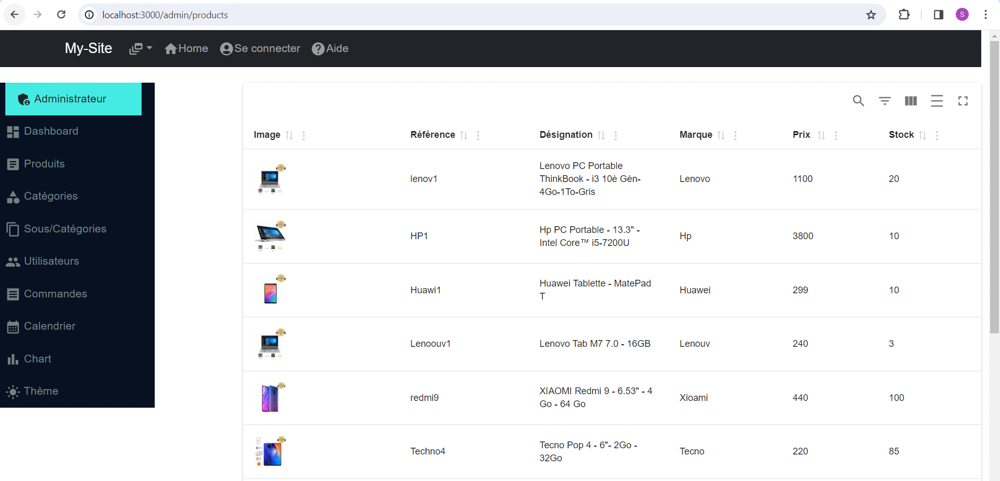 localhost:3000/admin/products
S
My-Site Home Se connecter Aide
Administrateur
Dashboard
Produits
Catégories
Sous/Catégories
Utilisateurs
Commandes
Calendrier
Chart
Thème
Image Référence Désignation Marque Prix Stock
lenov1 Lenovo PC Portable
ThinkBook - i3 10è Gén-
4Go-1To-Gris Lenovo 1100 20
HP1 Hp PC Portable - 13.3" -
Intel Core™ i5-7200U Hp 3800 10
Huawi1 Huawei Tablette - MatePad
T Huawei 299 10
Lenoouv1 Lenovo Tab M7 7.0 - 16GB Lenouv 240 3
redmi9 XIAOMI Redmi 9 - 6.53" - 4
Go - 64 Go Xioami 440 100
Techno4 Tecno Pop 4 - 6"- 2Go -
32Go Tecno 220 85